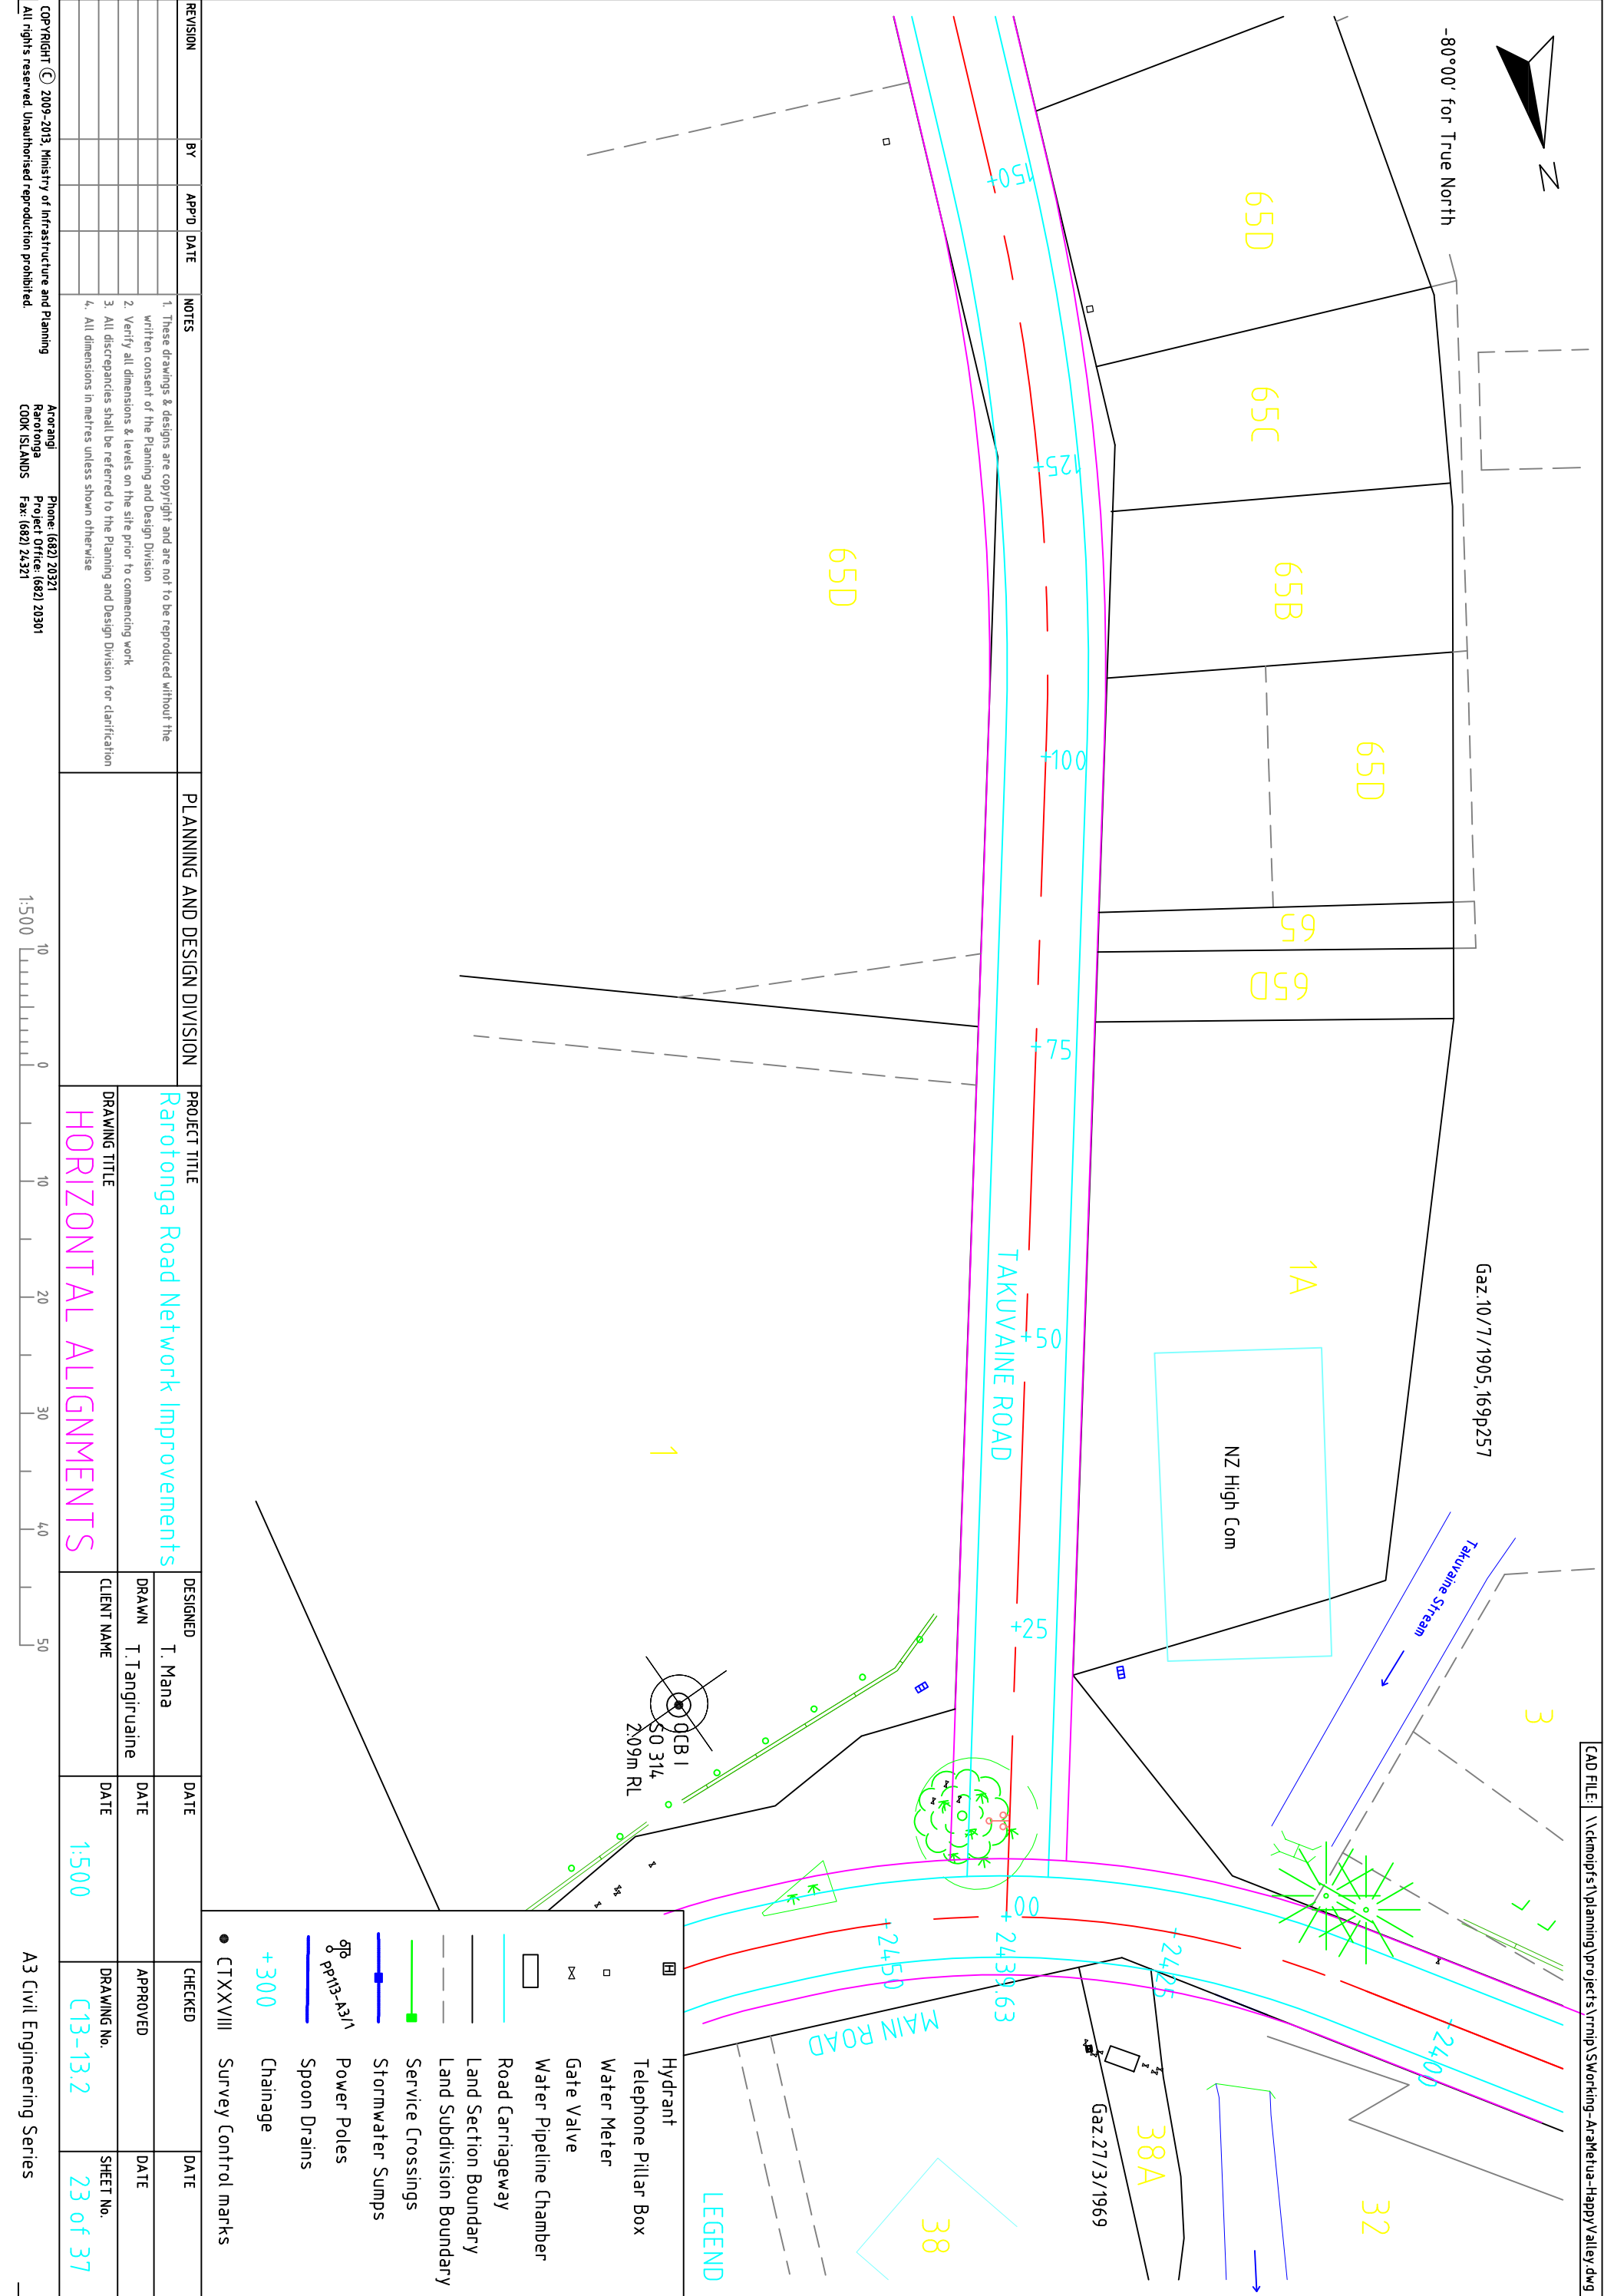 CAD FILE: \\ckmoipfs1\planning\projects\rrnip\SWorking-AraMetua-HappyValley.dwg
N
-80°00' for True North
Gaz.10/7/1905,169p257
Takuvaine Stream
3
32
65D
65C
65B
65D
65
65D
1A
NZ High Com
38A
Gaz.27/3/1969
38
150+
125+
+100
+75
+50
+25
+00
TAKUVAINE ROAD
+2450
+2439.63
+2425
+2400
MAIN ROAD
65D
1
QCB I
SO 314
2.09m RL
LEGEND
H Hydrant
Telephone Pillar Box
Water Meter
Gate Valve
Water Pipeline Chamber
Road Carriageway
Land Section Boundary
Land Subdivision Boundary
Service Crossings
Stormwater Sumps
PP113-A3/1 Power Poles
Spoon Drains
+300 Chainage
CTXXVIII Survey Control marks
REVISION BY APP'D DATE
NOTES
1. These drawings & designs are copyright and are not to be reproduced without the
written consent of the Planning and Design Division
2. Verify all dimensions & levels on the site prior to commencing work
3. All discrepancies shall be referred to the Planning and Design Division for clarification
4. All dimensions in metres unless shown otherwise
PLANNING AND DESIGN DIVISION
PROJECT TITLE
Rarotonga Road Network Improvements
DRAWING TITLE
HORIZONTAL ALIGNMENTS
DESIGNED T. Mana
DATE
CHECKED
DATE
DRAWN T.Tangiruaine
DATE
APPROVED
DATE
CLIENT NAME
DATE
1:500
DRAWING No.
C13-13.2
SHEET No.
23 of 37
COPYRIGHT © 2009-2013, Ministry of Infrastructure and Planning
All rights reserved. Unauthorised reproduction prohibited.
Arorangi
Rarotonga
COOK ISLANDS
Phone: (682) 20321
Project Office: (682) 20301
Fax: (682) 24321
1:500
10 0 10 20 30 40 50
A3 Civil Engineering Series